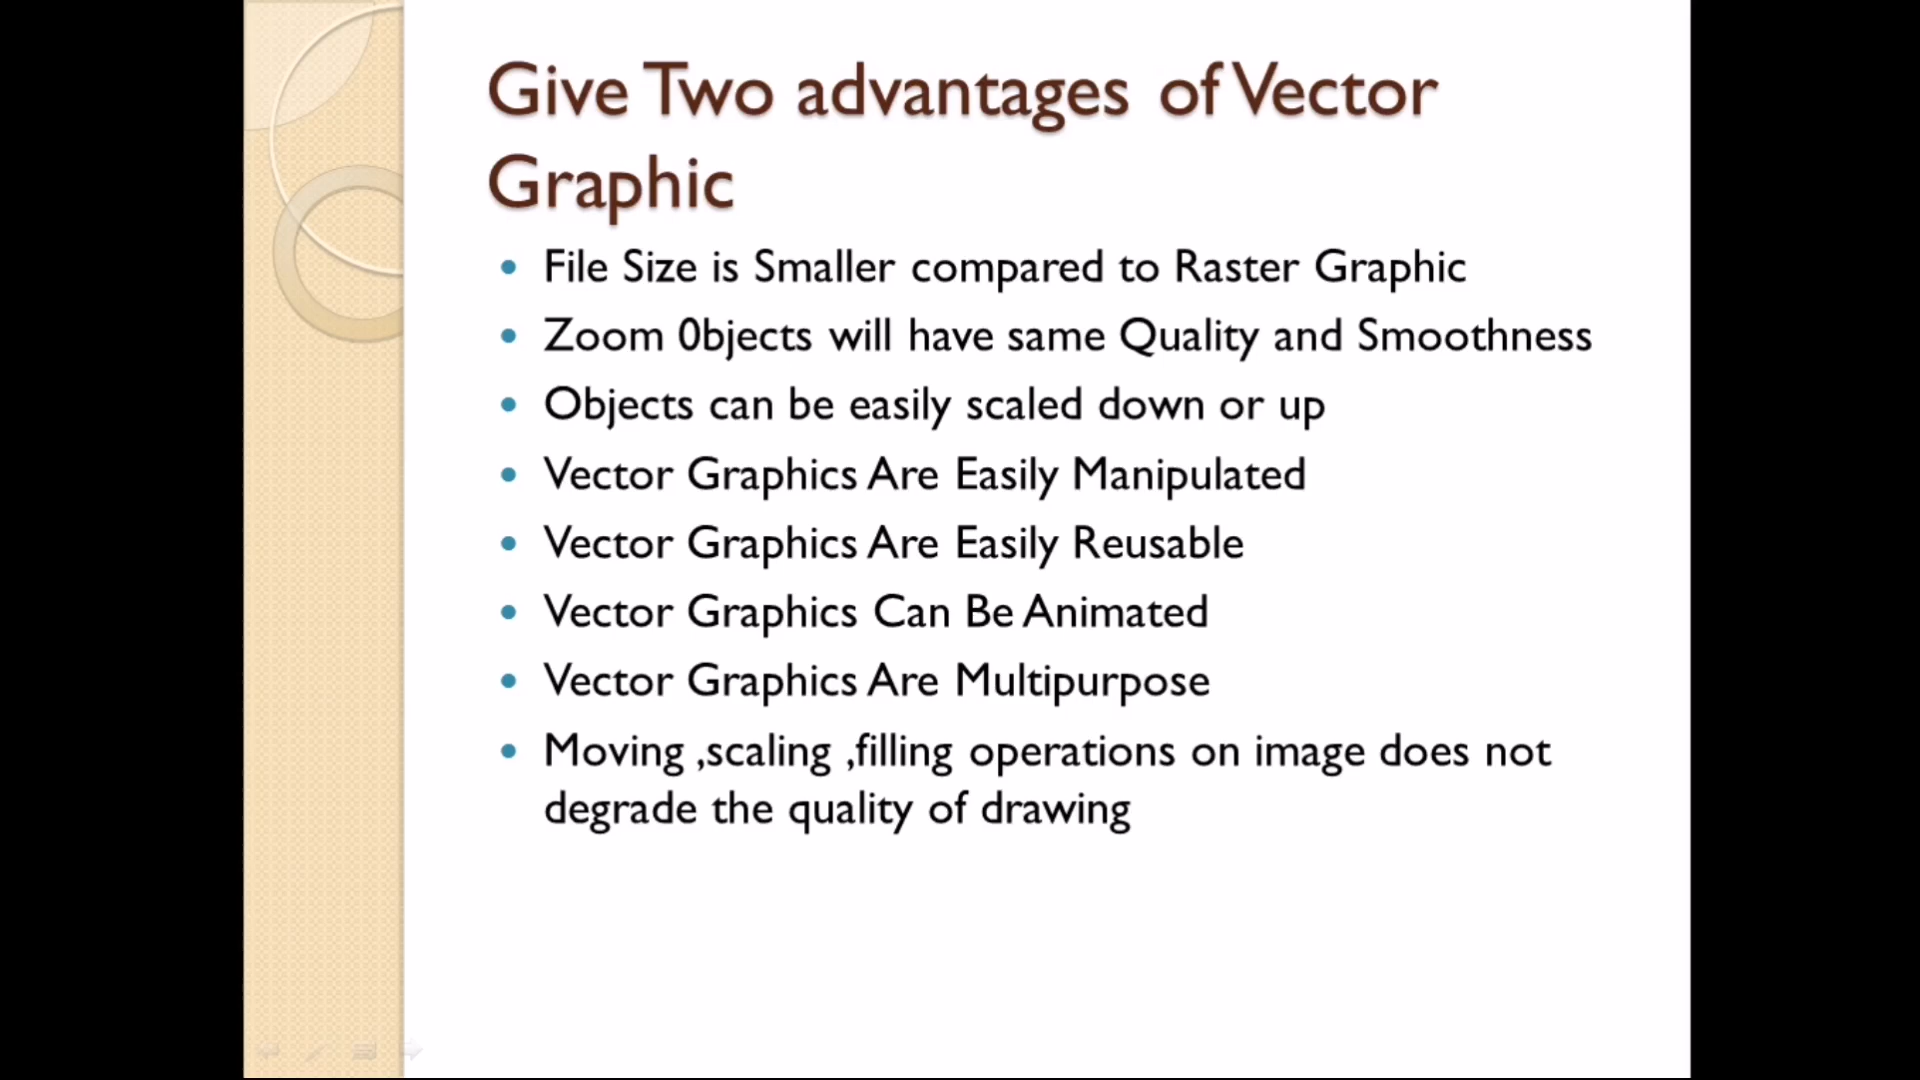 Give Two advantages of Vector
Graphic
• File Size is Smaller compared to Raster Graphic
• Zoom 0bjects will have same Quality and Smoothness
• Objects can be easily scaled down or up
• Vector Graphics Are Easily Manipulated
• Vector Graphics Are Easily Reusable
• Vector Graphics Can Be Animated
• Vector Graphics Are Multipurpose
• Moving ,scaling ,filling operations on image does not
degrade the quality of drawing